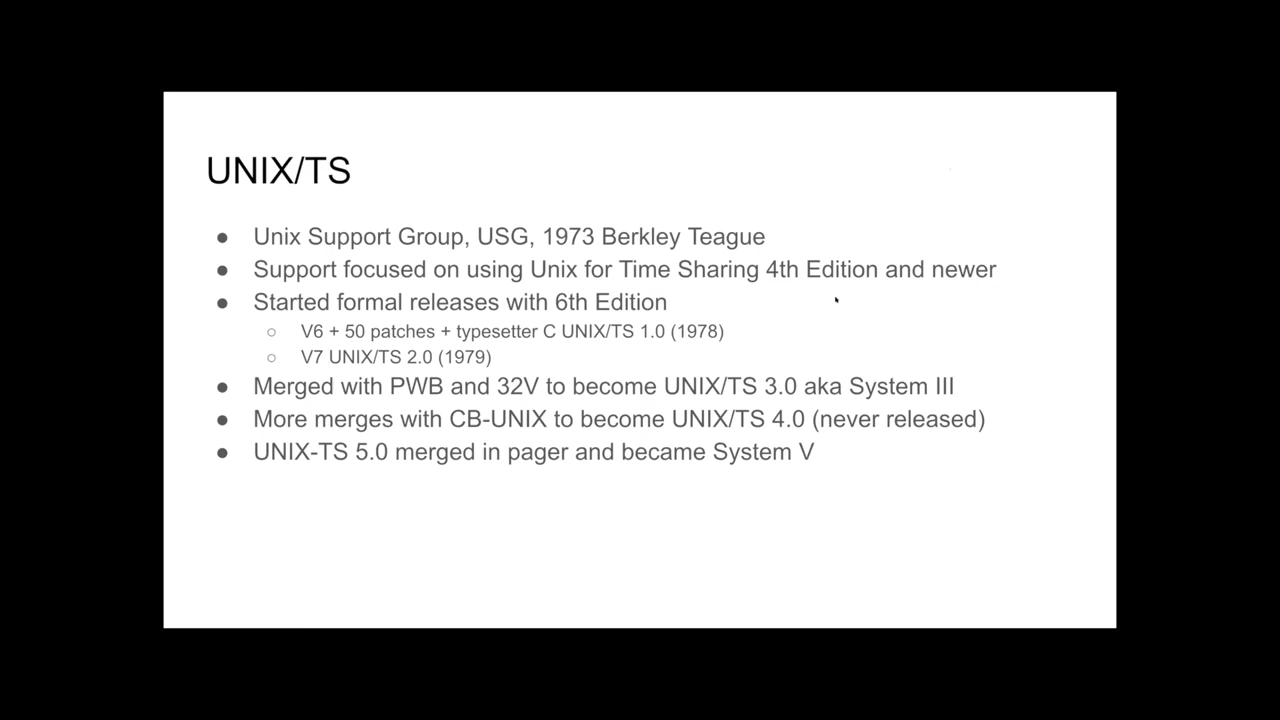 UNIX/TS
● Unix Support Group, USG, 1973 Berkley Teague
● Support focused on using Unix for Time Sharing 4th Edition and newer
● Started formal releases with 6th Edition
○ V6 + 50 patches + typesetter C UNIX/TS 1.0 (1978)
○ V7 UNIX/TS 2.0 (1979)
● Merged with PWB and 32V to become UNIX/TS 3.0 aka System III
● More merges with CB-UNIX to become UNIX/TS 4.0 (never released)
● UNIX-TS 5.0 merged in pager and became System V